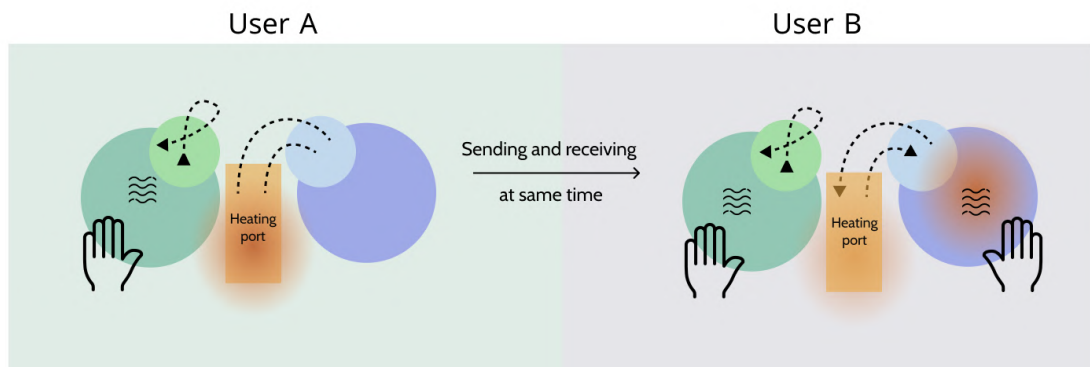 User A
User B
Heating
port
Sending and receiving
at same time
Heating
port